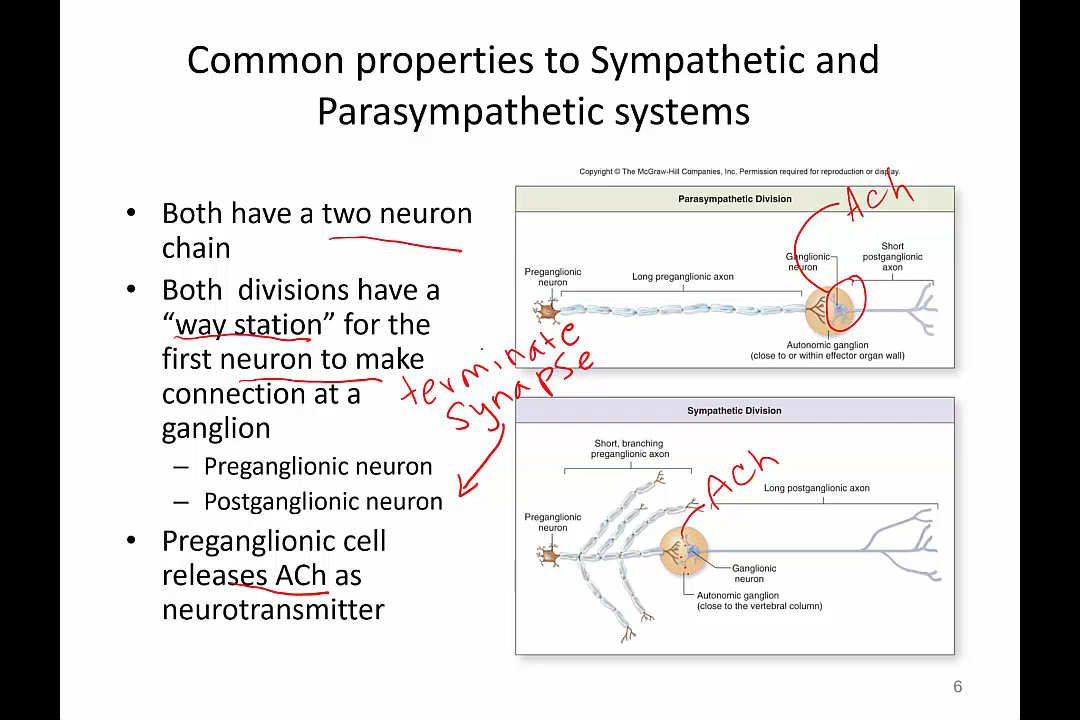 Common properties to Sympathetic and
Parasympathetic systems
• Both have a two neuron
chain
• Both divisions have a
“way station” for the
first neuron to make
connection at a
ganglion
– Preganglionic neuron
– Postganglionic neuron
• Preganglionic cell
releases ACh as
neurotransmitter
terminate
synapse
Copyright © The McGraw-Hill Companies, Inc. Permission required for reproduction or display.
Parasympathetic Division
Ach
Preganglionic
neuron
Long preganglionic axon
Ganglionic
neuron
Short
postganglionic
axon
Autonomic ganglion
(close to or within effector organ wall)
Sympathetic Division
Short, branching
preganglionic axon
ACh
Long postganglionic axon
Preganglionic
neuron
Ganglionic
neuron
Autonomic ganglion
(close to the vertebral column)
6